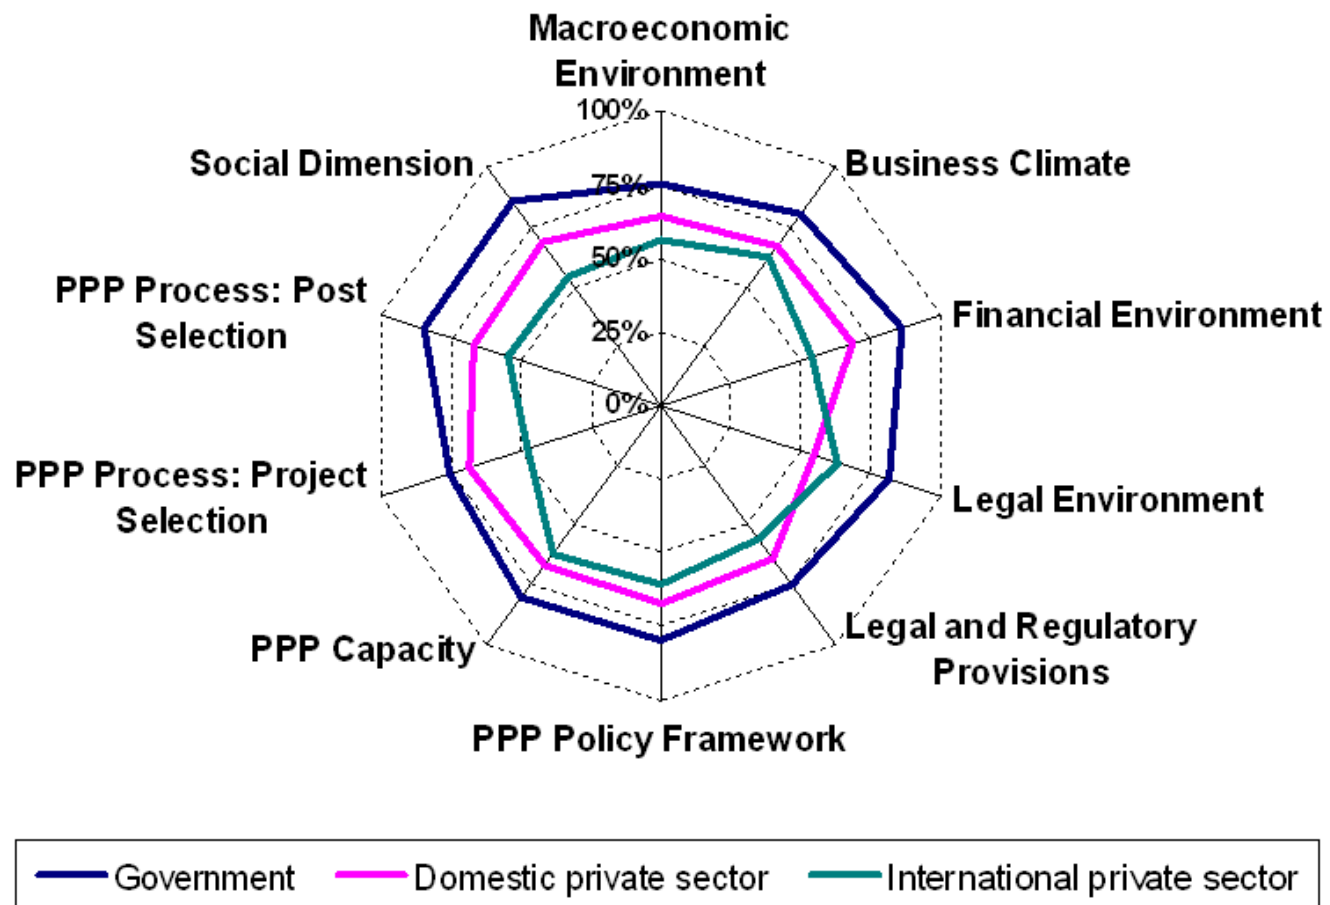 Macroeconomic
Environment
100%
Social Dimension
Business Climate
75%
50%
PPP Process: Post
Selection
Financial Environment
25%
0%
PPP Process: Project
Selection
Legal Environment
PPP Capacity
Legal and Regulatory
Provisions
PPP Policy Framework
Government
Domestic private sector
International private sector